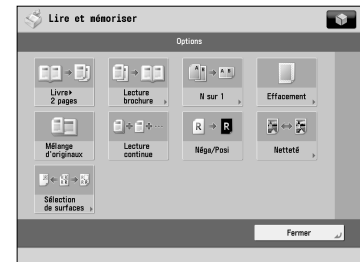 Lire et mémoriser
Options
Livre▸
2 pages
Lecture
brochure
N sur 1
Effacement
Mélange
d'originaux
Lecture
continue
Néga/Posi
Netteté
Sélection
de surfaces
Fermer